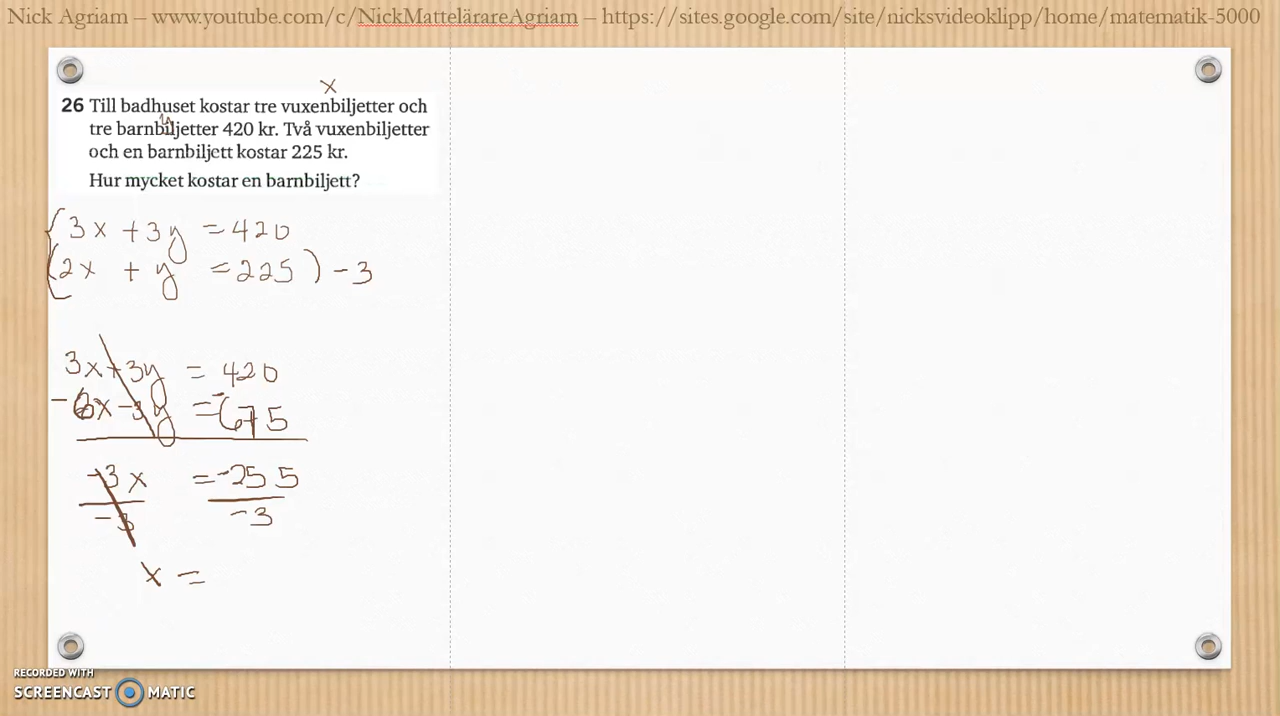 Nick Agriam – www.youtube.com/c/NickMattelärareAgriam – https://sites.google.com/site/nicksvideoklipp/home/matematik-5000
x
26 Till badhuset kostar tre vuxenbiljetter och
y
tre barnbiljetter 420 kr. Två vuxenbiljetter
och en barnbiljett kostar 225 kr.
Hur mycket kostar en barnbiljett?
{3x + 3y = 420
(2x + y = 225) -3
3x + 3y = 420
-6x - 3y = -675
-3x = -255
-3 -3
x =
RECORDED WITH
SCREENCAST MATIC